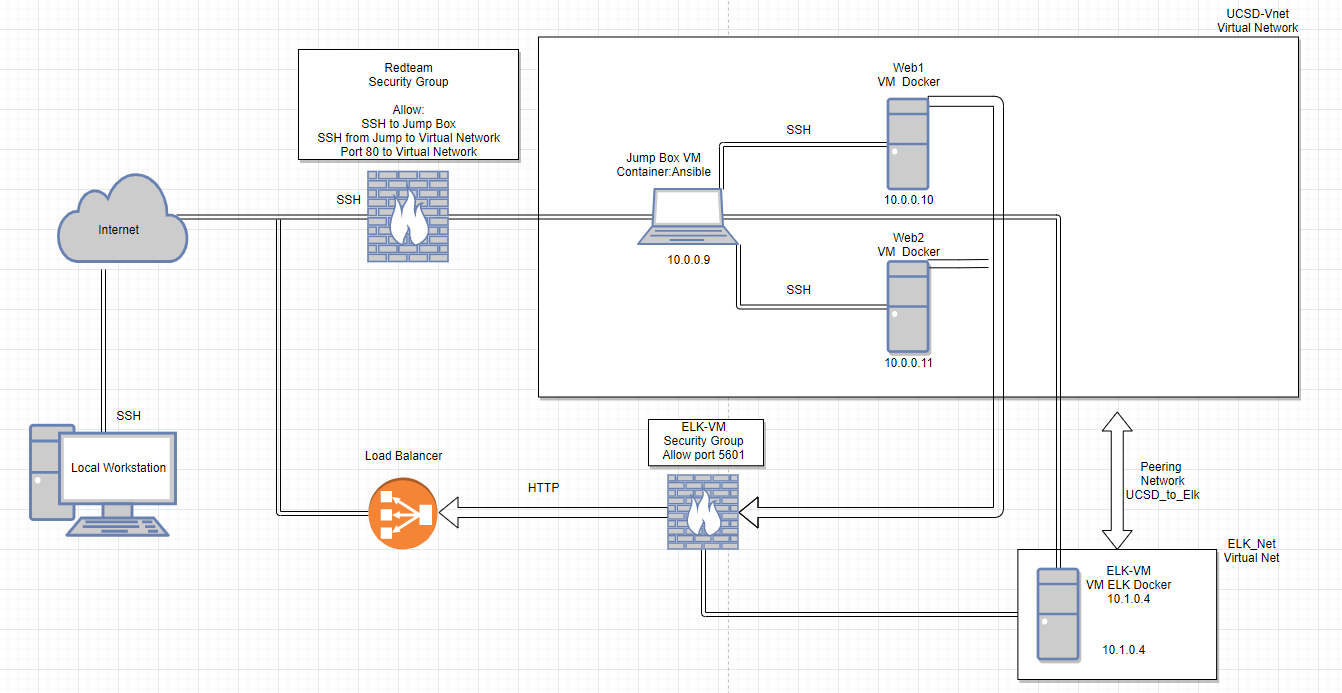 UCSD-Vnet
Virtual Network
Redteam
Security Group
Allow:
SSH to Jump Box
SSH from Jump to Virtual Network
Port 80 to Virtual Network
Web1
VM Docker
SSH
Jump Box VM
Container:Ansible
SSH
10.0.0.10
Internet
Web2
VM Docker
10.0.0.9
SSH
10.0.0.11
SSH
Local Workstation
Load Balancer
ELK-VM
Security Group
Allow port 5601
HTTP
Peering
Network
UCSD_to_Elk
ELK_Net
Virtual Net
ELK-VM
VM ELK Docker
10.1.0.4
10.1.0.4